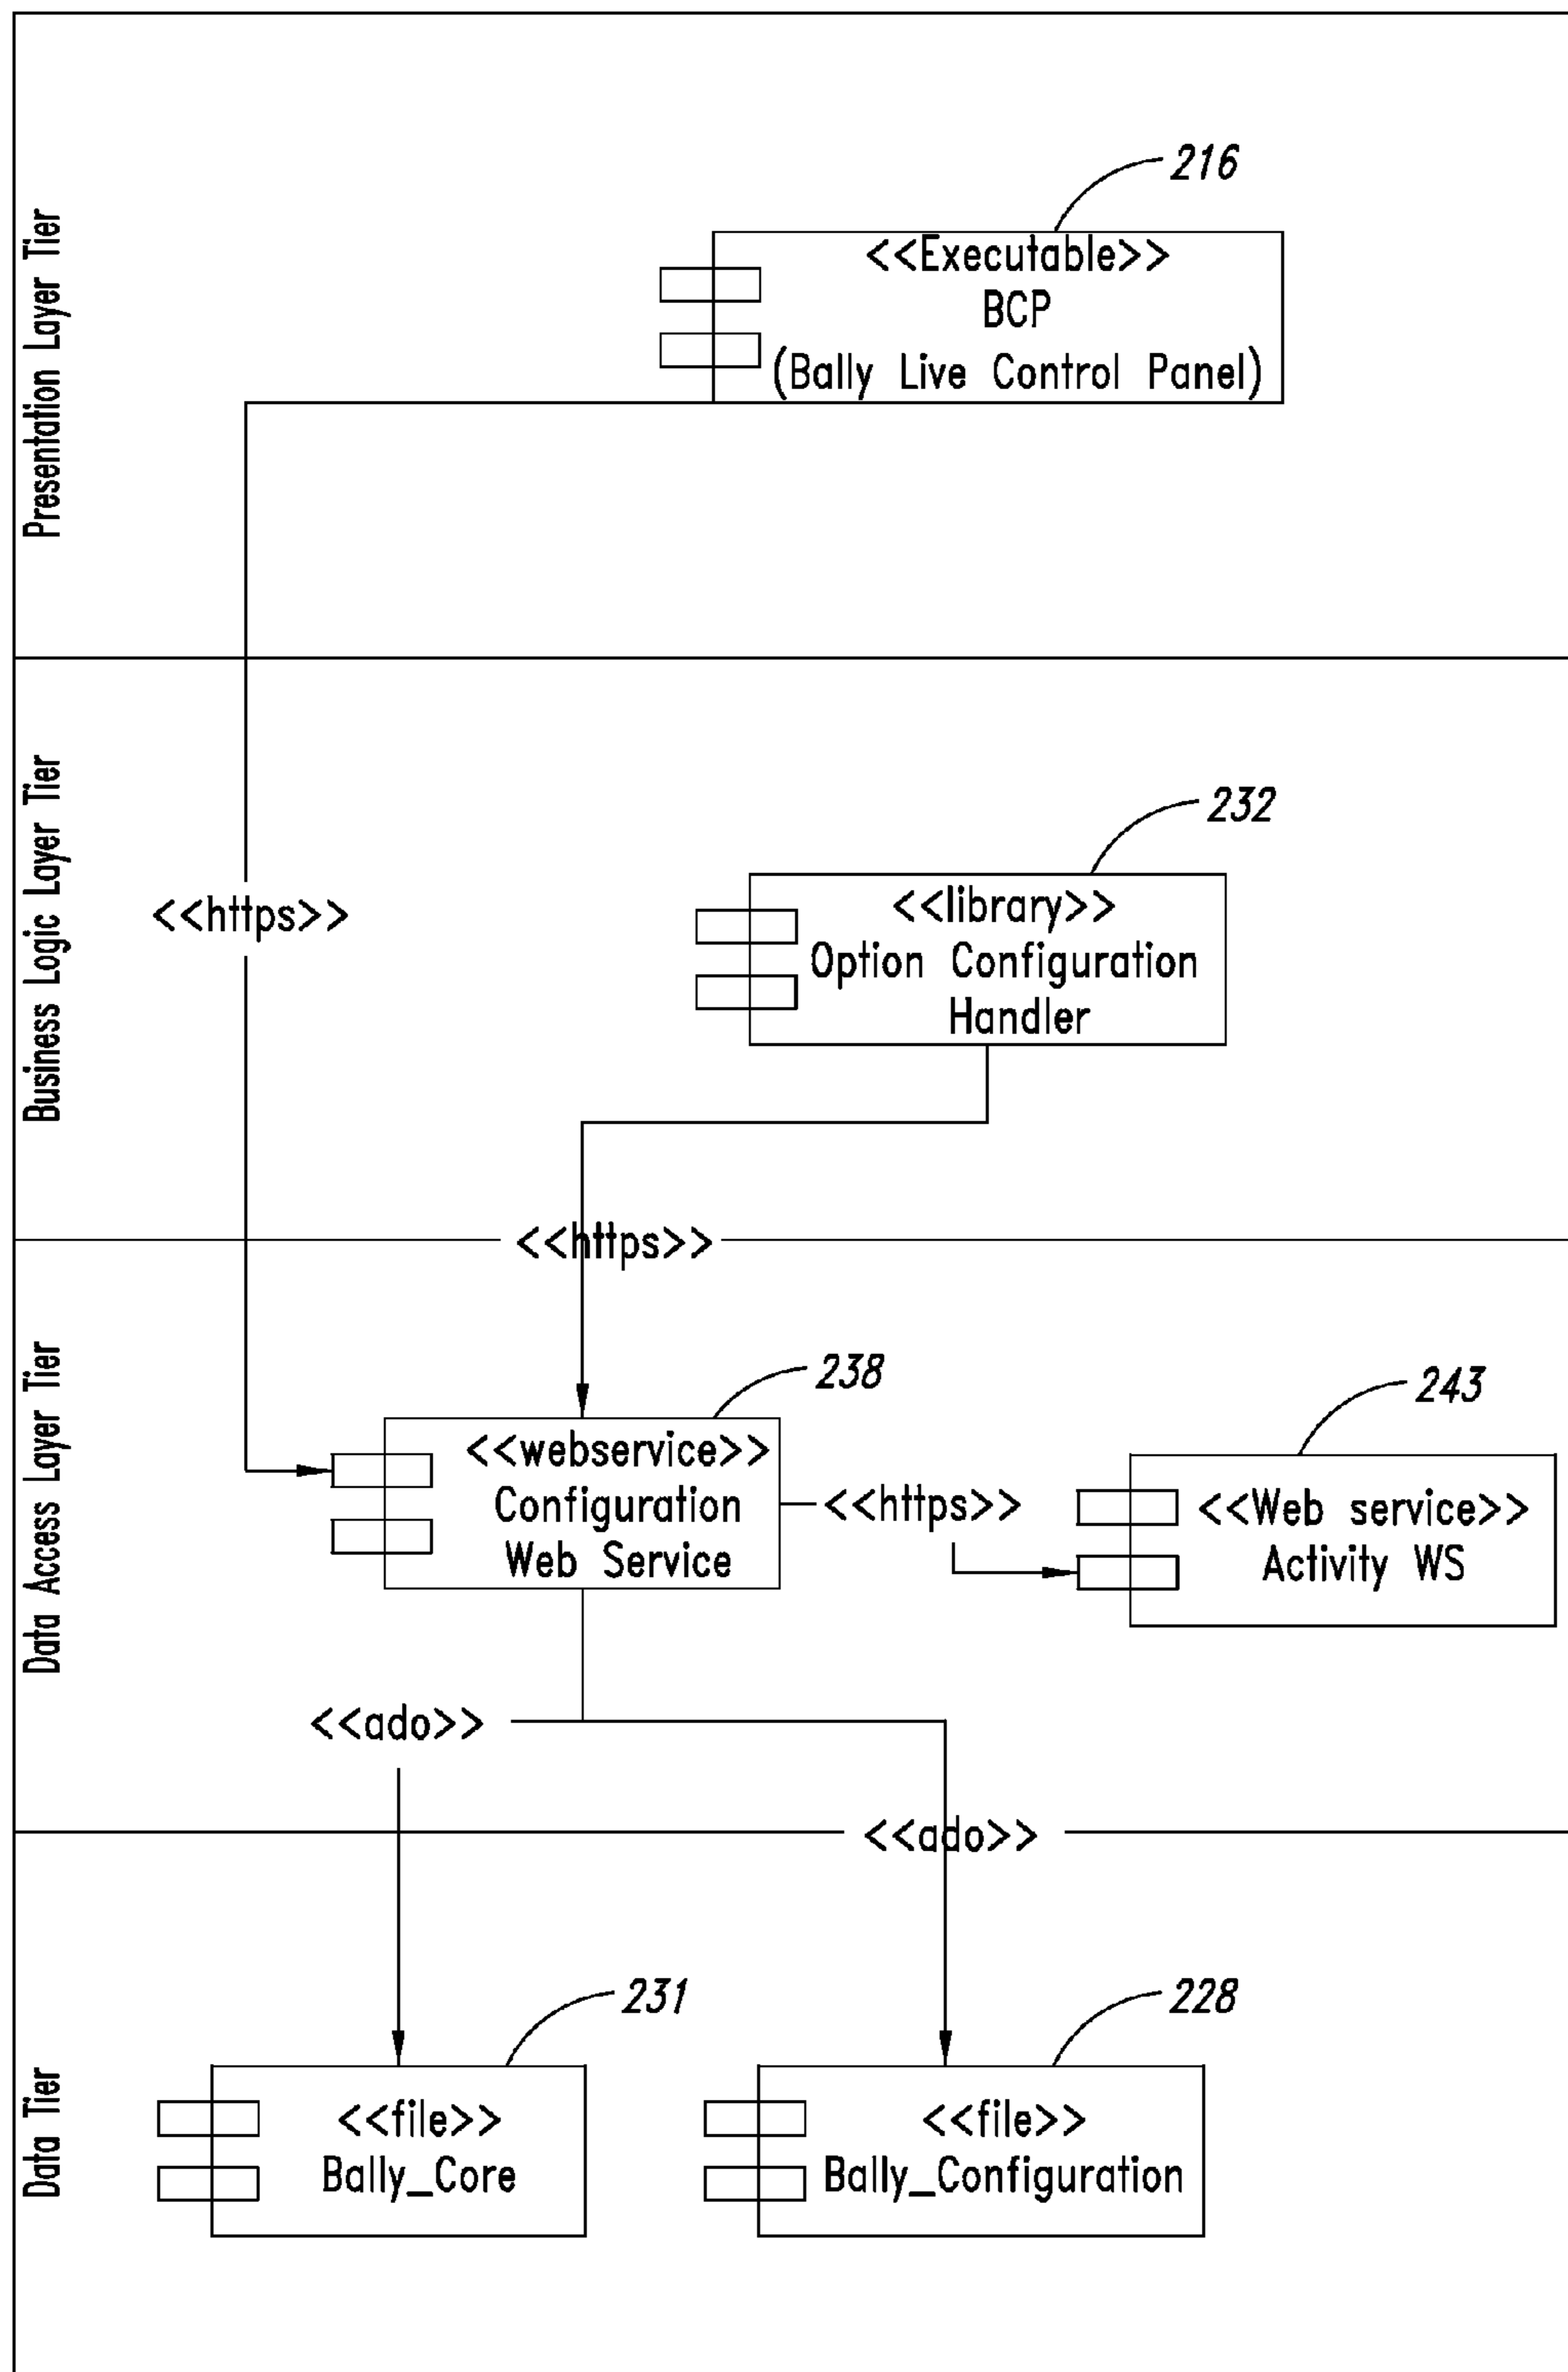 Presentation Layer Tier
216
<<Executable>>
BCP
(Bally Live Control Panel)
Business Logic Layer Tier
<<https>>
232
<<library>>
Option Configuration
Handler
<<https>>
Data Access Layer Tier
238
<<webservice>>
Configuration
Web Service
<<https>>
243
<<Web service>>
Activity WS
<<ado>>
<<ado>>
Data Tier
231
<<file>>
Bally_Core
228
<<file>>
Bally_Configuration